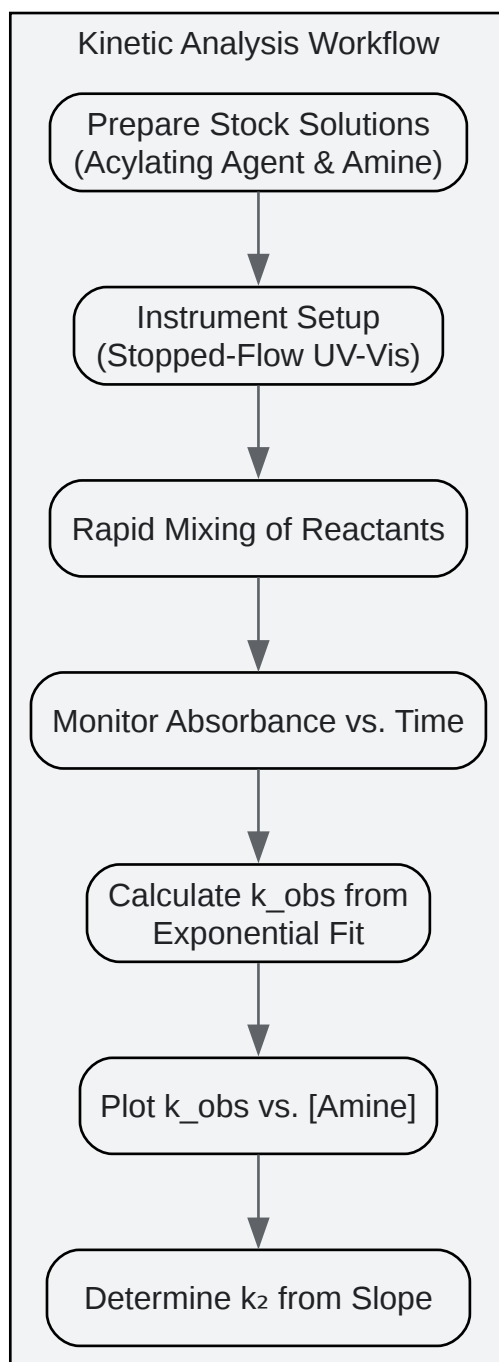 Kinetic Analysis Workflow
Prepare Stock Solutions
(Acylating Agent & Amine)
Instrument Setup
(Stopped-Flow UV-Vis)
Rapid Mixing of Reactants
Monitor Absorbance vs. Time
Calculate k_obs from
Exponential Fit
Plot k_obs vs. [Amine]
Determine k₂ from Slope